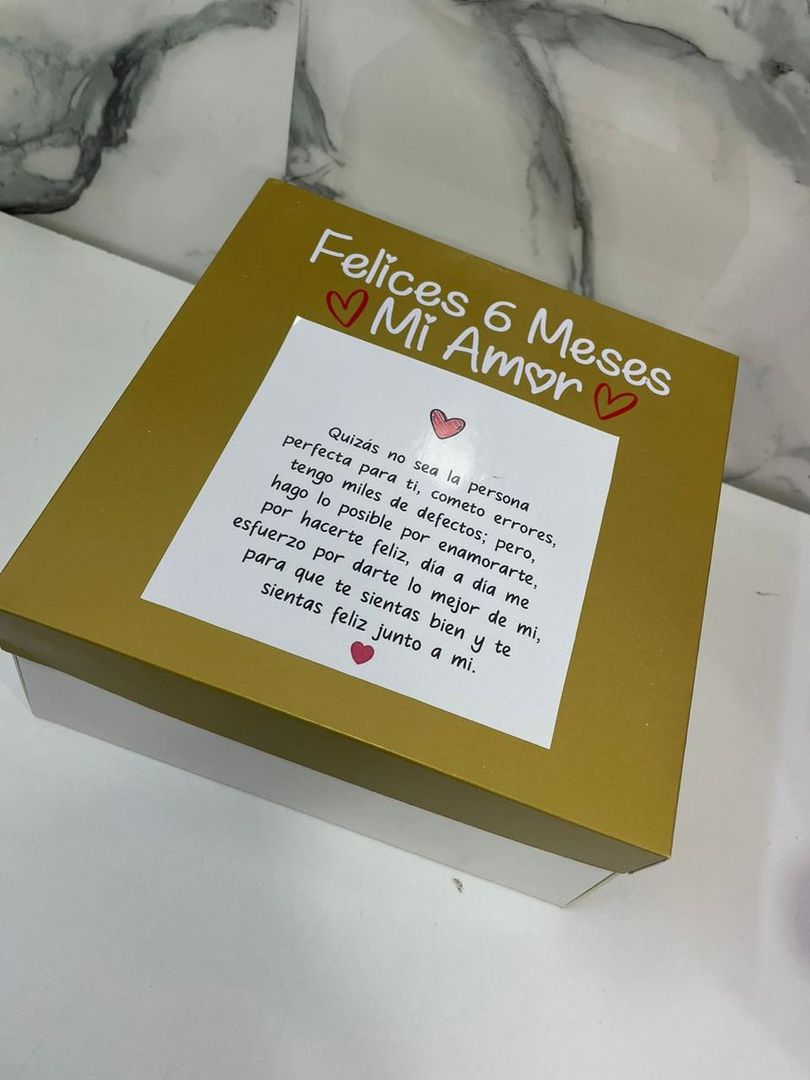 Felices 6 Meses
Mi Amor
Quizás no sea la persona
perfecta para ti, cometo errores,
tengo miles de defectos; pero,
hago lo posible por enamorarte,
por hacerte feliz, día a día me
esfuerzo por darte lo mejor de mi,
para que te sientas bien y te
sientas feliz junto a mi.